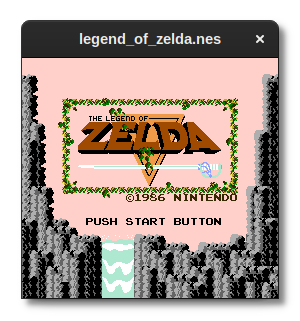 legend_of_zelda.nes ×
THE LEGEND OF
ZELDA
©1986 NINTENDO
PUSH START BUTTON